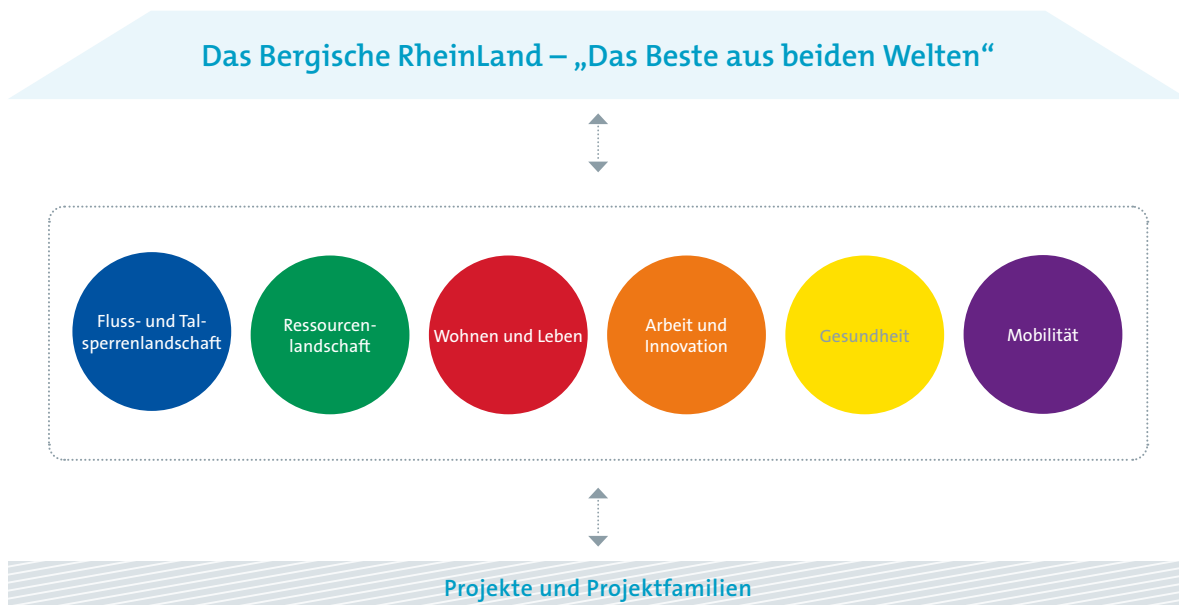 Das Bergische RheinLand – „Das Beste aus beiden Welten“
Fluss- und Tal-
sperrenlandschaft
Ressourcen-
landschaft
Wohnen und Leben
Arbeit und
Innovation
Gesundheit
Mobilität
Projekte und Projektfamilien